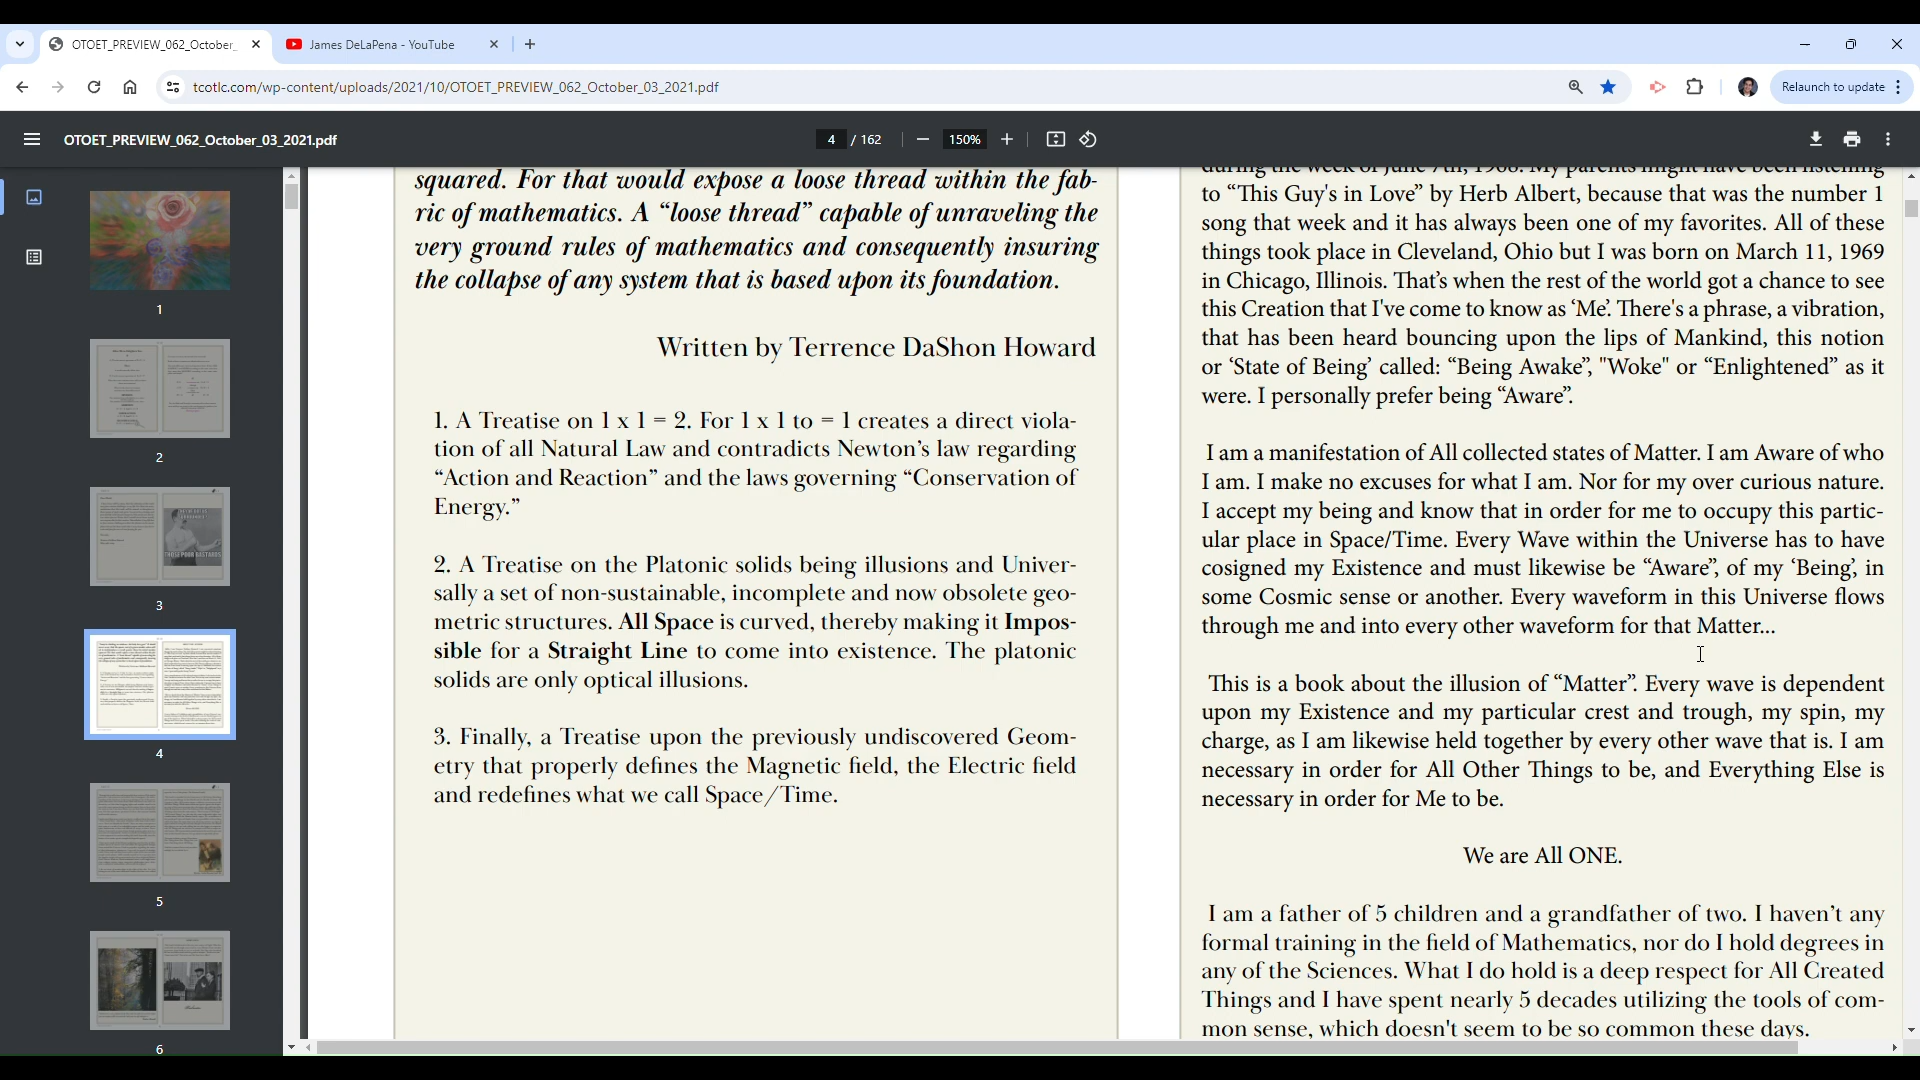 OTOET_PREVIEW_062_October_
James DeLaPena - YouTube
tcotlc.com/wp-content/uploads/2021/10/OTOET_PREVIEW_062_October_03_2021.pdf
Relaunch to update
OTOET_PREVIEW_062_October_03_2021.pdf
4 / 162
150%
1
2
3
4
5
6
squared. For that would expose a loose thread within the fab-
ric of mathematics. A “loose thread” capable of unraveling the
very ground rules of mathematics and consequently insuring
the collapse of any system that is based upon its foundation.
Written by Terrence DaShon Howard
1. A Treatise on 1 x 1 = 2. For 1 x 1 to = 1 creates a direct viola-
tion of all Natural Law and contradicts Newton’s law regarding
“Action and Reaction” and the laws governing “Conservation of
Energy.”
2. A Treatise on the Platonic solids being illusions and Univer-
sally a set of non-sustainable, incomplete and now obsolete geo-
metric structures. All Space is curved, thereby making it Impos-
sible for a Straight Line to come into existence. The platonic
solids are only optical illusions.
3. Finally, a Treatise upon the previously undiscovered Geom-
etry that properly defines the Magnetic field, the Electric field
and redefines what we call Space/Time.
during the week of June 7th, 1968. My parents might have been listening
to “This Guy's in Love” by Herb Albert, because that was the number 1
song that week and it has always been one of my favorites. All of these
things took place in Cleveland, Ohio but I was born on March 11, 1969
in Chicago, Illinois. That’s when the rest of the world got a chance to see
this Creation that I've come to know as ‘Me’. There's a phrase, a vibration,
that has been heard bouncing upon the lips of Mankind, this notion
or ‘State of Being’ called: “Being Awake”, "Woke" or “Enlightened” as it
were. I personally prefer being “Aware”.
I am a manifestation of All collected states of Matter. I am Aware of who
I am. I make no excuses for what I am. Nor for my over curious nature.
I accept my being and know that in order for me to occupy this partic-
ular place in Space/Time. Every Wave within the Universe has to have
cosigned my Existence and must likewise be “Aware”, of my ‘Being’, in
some Cosmic sense or another. Every waveform in this Universe flows
through me and into every other waveform for that Matter...
This is a book about the illusion of “Matter”. Every wave is dependent
upon my Existence and my particular crest and trough, my spin, my
charge, as I am likewise held together by every other wave that is. I am
necessary in order for All Other Things to be, and Everything Else is
necessary in order for Me to be.
We are All ONE.
I am a father of 5 children and a grandfather of two. I haven’t any
formal training in the field of Mathematics, nor do I hold degrees in
any of the Sciences. What I do hold is a deep respect for All Created
Things and I have spent nearly 5 decades utilizing the tools of com-
mon sense, which doesn't seem to be so common these days.